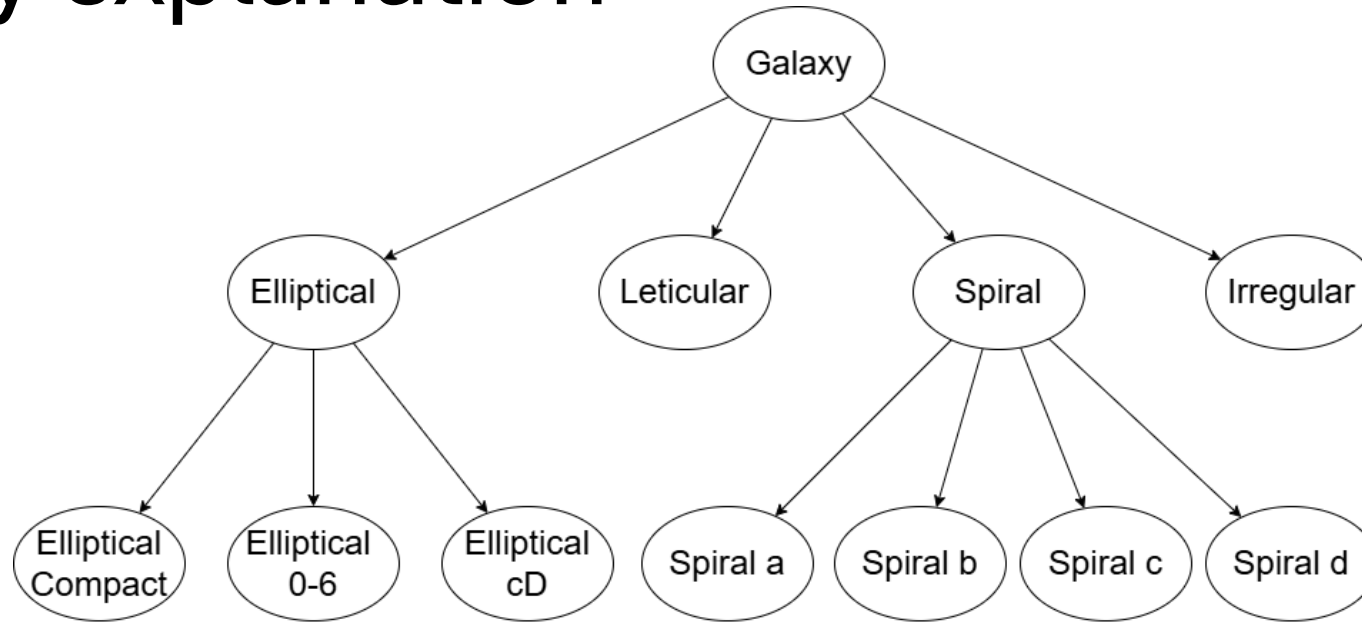 explanation
Galaxy
Elliptical
Leticular
Spiral
Irregular
Elliptical
Compact
Elliptical
0-6
Elliptical
cD
Spiral a
Spiral b
Spiral c
Spiral d